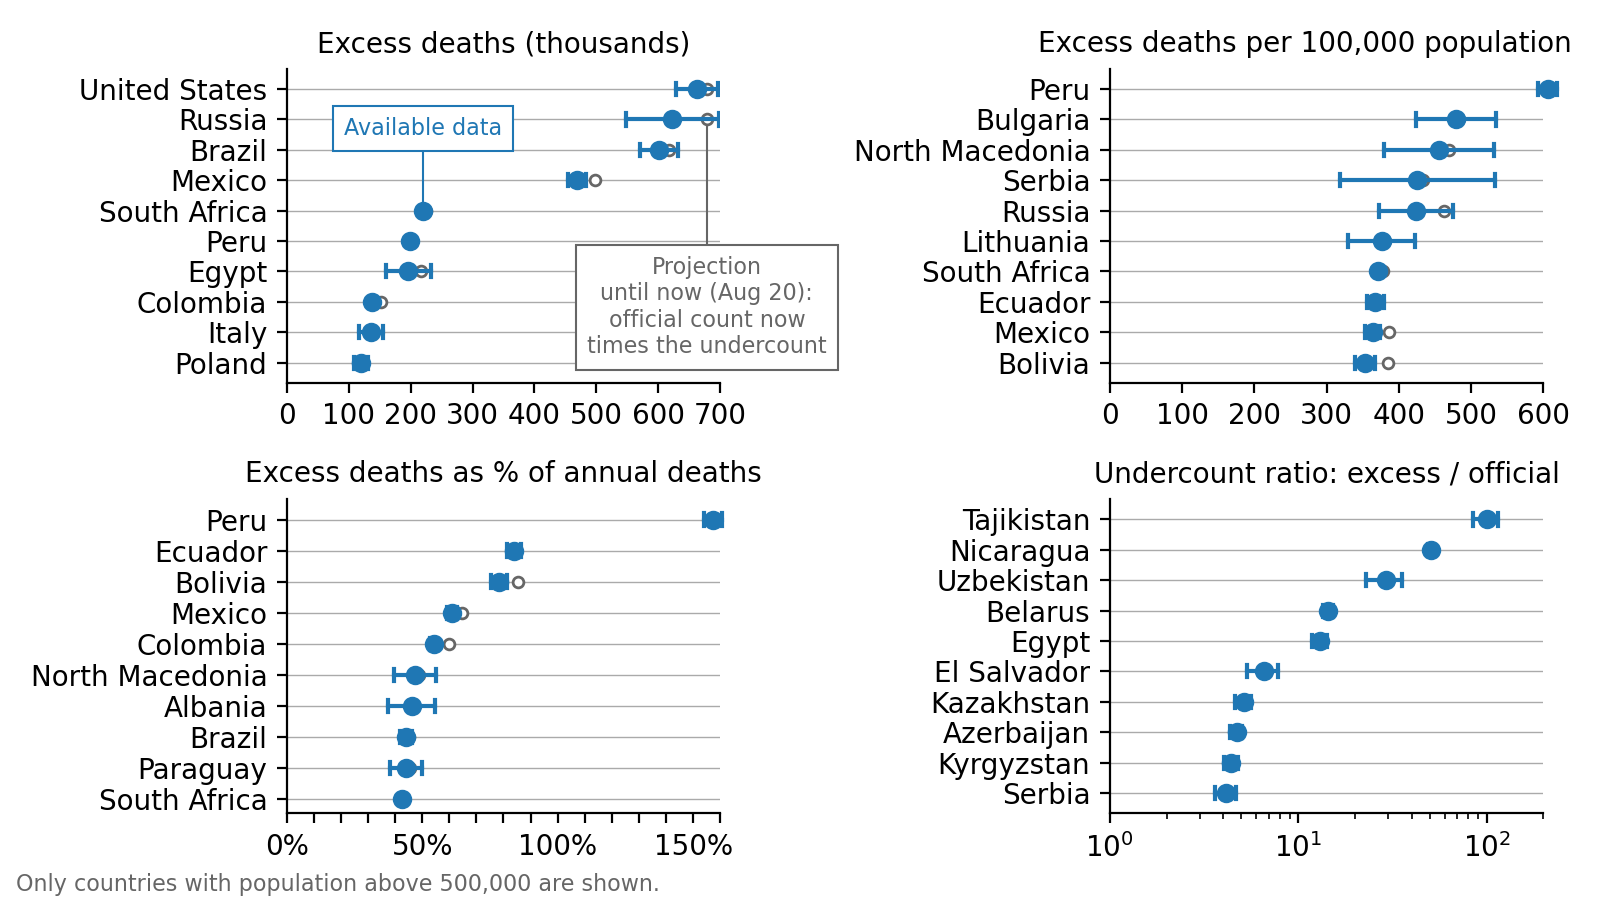 Excess deaths (thousands)
United States
Russia
Brazil
Mexico
South Africa
Peru
Egypt
Colombia
Italy
Poland
Available data
Projection
until now (Aug 20):
official count now
times the undercount
0 100 200 300 400 500 600 700
Excess deaths per 100,000 population
Peru
Bulgaria
North Macedonia
Serbia
Russia
Lithuania
South Africa
Ecuador
Mexico
Bolivia
0 100 200 300 400 500 600
Excess deaths as % of annual deaths
Peru
Ecuador
Bolivia
Mexico
Colombia
North Macedonia
Albania
Brazil
Paraguay
South Africa
0% 50% 100% 150%
Undercount ratio: excess / official
Tajikistan
Nicaragua
Uzbekistan
Belarus
Egypt
El Salvador
Kazakhstan
Azerbaijan
Kyrgyzstan
Serbia
10⁰ 10¹ 10²
Only countries with population above 500,000 are shown.